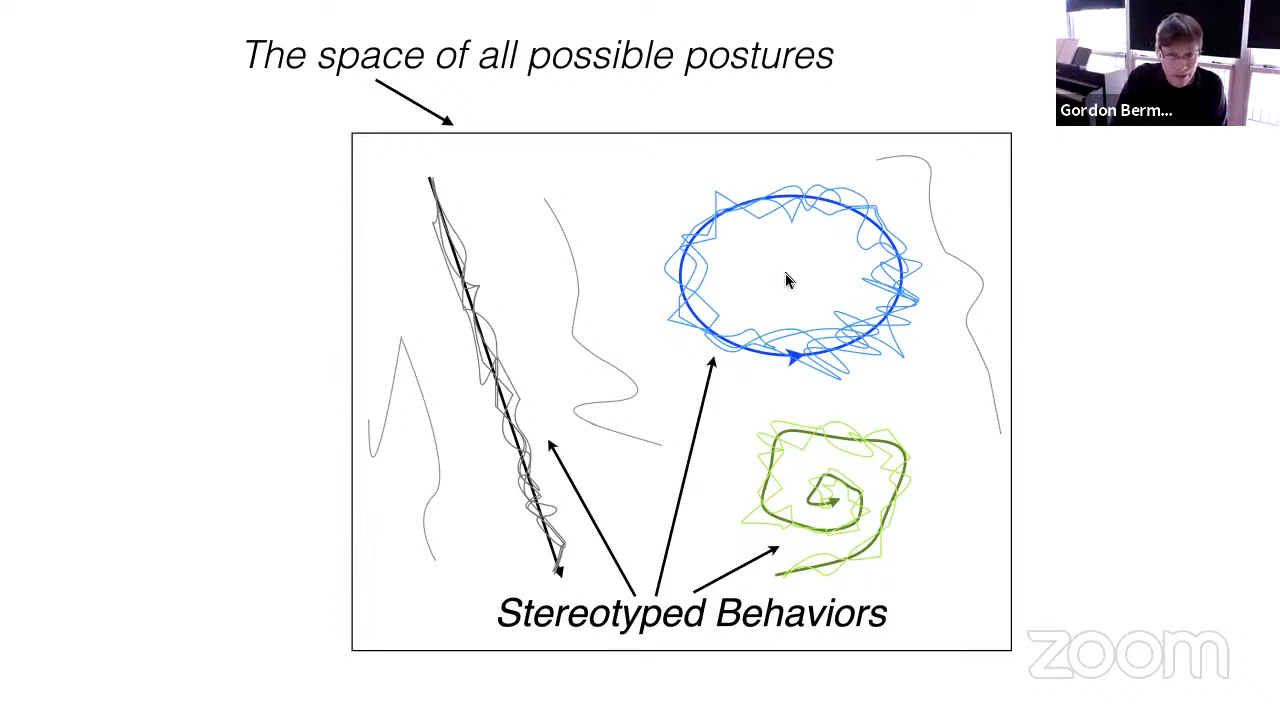 The space of all possible postures
Gordon Berm...
Stereotyped Behaviors
zoom